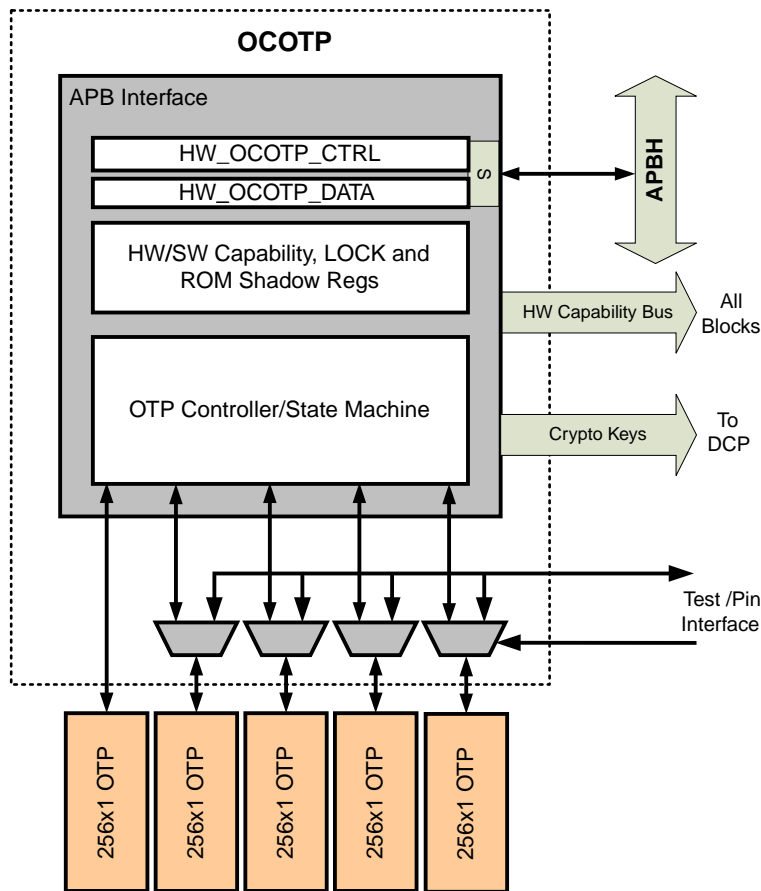 OCOTP
APB Interface
HW_OCOTP_CTRL
HW_OCOTP_DATA
S
APBH
HW/SW Capability, LOCK and
ROM Shadow Regs
HW Capability Bus
All
Blocks
OTP Controller/State Machine
Crypto Keys
To
DCP
Test /Pin
Interface
256x1 OTP
256x1 OTP
256x1 OTP
256x1 OTP
256x1 OTP